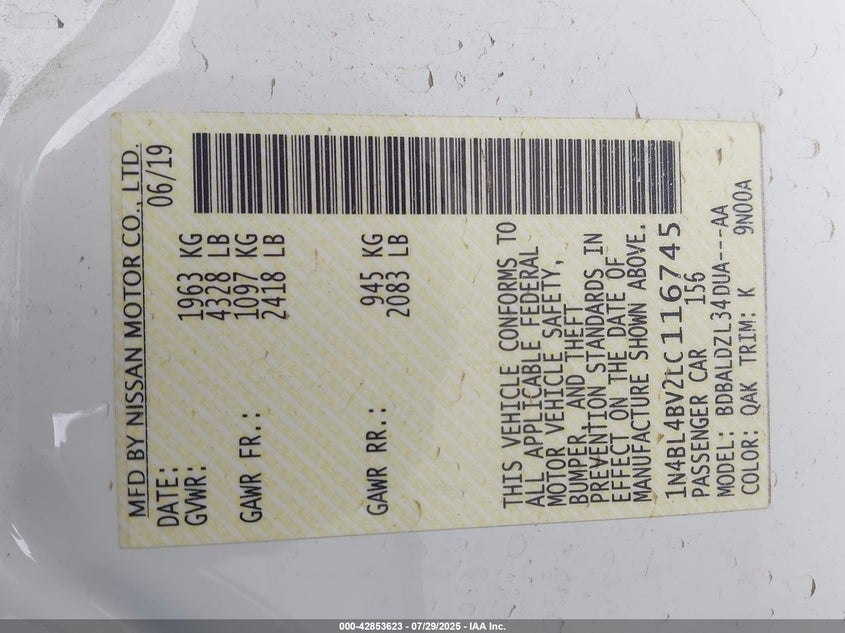 MFD BY NISSAN MOTOR CO., LTD.
DATE: 06/19
GVWR: 1963 KG
4328 LB
GAWR FR.: 1097 KG
2418 LB
GAWR RR.: 945 KG
2083 LB
THIS VEHICLE CONFORMS TO
ALL APPLICABLE FEDERAL
MOTOR VEHICLE SAFETY,
BUMPER, AND THEFT
PREVENTION STANDARDS IN
EFFECT ON THE DATE OF
MANUFACTURE SHOWN ABOVE.
1N4BL4BV2LC116745
PASSENGER CAR 156
MODEL: BDBALDZL34DUA---AA
COLOR: QAK TRIM: K 9N00A
000-42853623 - 07/29/2025 - IAA Inc.